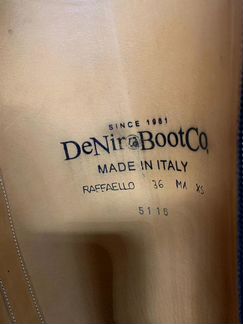 SINCE 1981
DeNiroBootCo.
MADE IN ITALY
RAFFAELLO 36 MA XS
5116